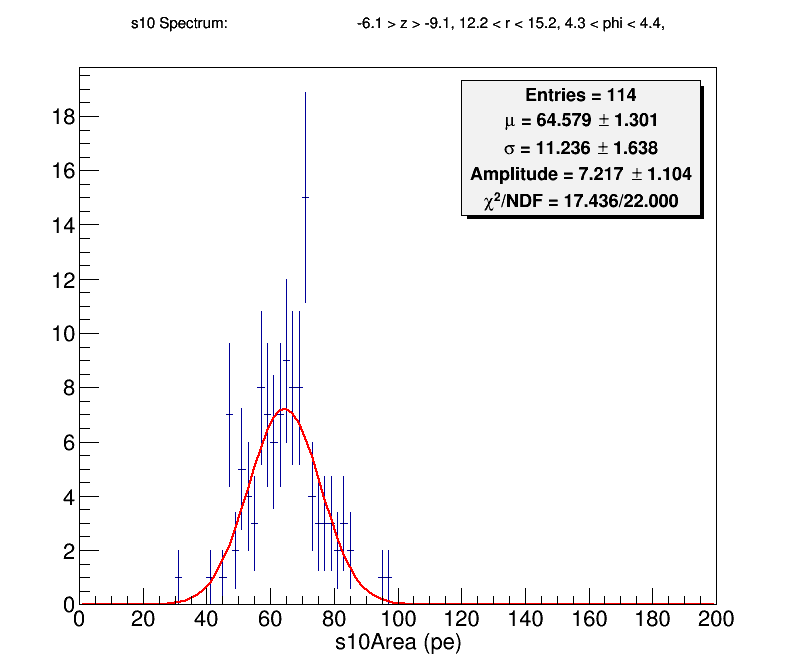 s10 Spectrum: -6.1 > z > -9.1, 12.2 < r < 15.2, 4.3 < phi < 4.4,
Entries = 114
μ = 64.579 ± 1.301
σ = 11.236 ± 1.638
Amplitude = 7.217 ± 1.104
χ²/NDF = 17.436/22.000
18
16
14
12
10
8
6
4
2
0
0 20 40 60 80 100 120 140 160 180 200
s10Area (pe)